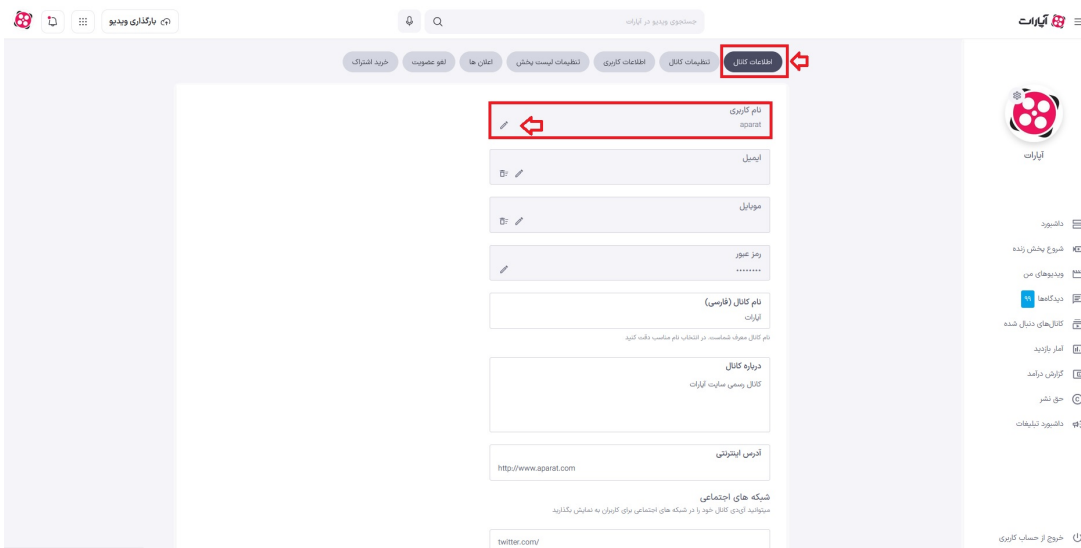 آپارات
جستجوی ویدیو در آپارات
بارگذاری ویدیو
اطلاعات کانال
تنظیمات کانال
اطلاعات کاربری
تنظیمات لیست پخش
اعلان ها
لغو عضویت
خرید اشتراک
آپارات
داشبورد
شروع پخش زنده
ویدیوهای من
دیدگاه‌ها ۹۹
کانال‌های دنبال شده
آمار بازدید
گزارش درآمد
حق نشر
داشبورد تبلیغات
خروج از حساب کاربری
نام کاربری
aparat
ایمیل
موبایل
رمز عبور
••••••••
نام کانال (فارسی)
آپارات
نام کانال معرف شماست. در انتخاب نام مناسب دقت کنید
درباره کانال
کانال رسمی سایت آپارات
آدرس اینترنتی
http://www.aparat.com
شبکه های اجتماعی
میتوانید آی‌دی کانال خود را در شبکه های اجتماعی برای کاربران به نمایش بگذارید
twitter.com/